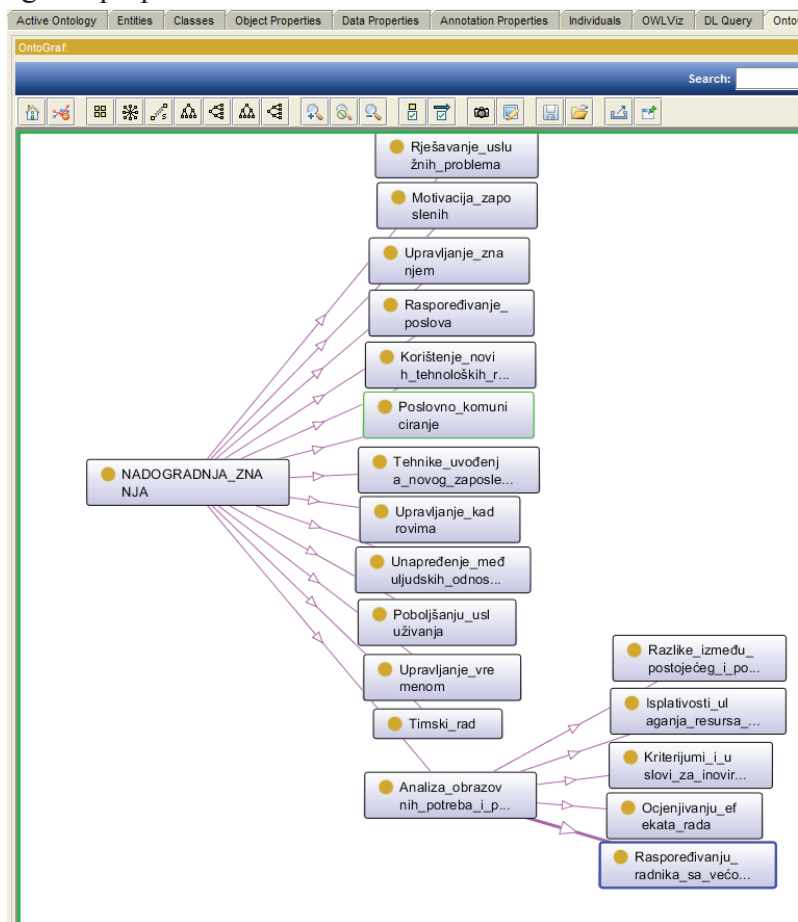 Active Ontology Entities Classes Object Properties Data Properties Annotation Properties Individuals OWLViz DL Query
OntoGraf:
Search:
Rješavanje_uslu
žnih_problema
Motivacija_zapo
slenih
Upravljanje_zna
njem
Raspoređivanje_
poslova
Korištenje_novi
h_tehnoloških_r...
Poslovno_komuni
ciranje
NADOGRADNJA_ZNA
NJA
Tehnike_uvođenj
a_novog_zaposle...
Upravljanje_kad
rovima
Unapređenje_međ
uljudskih_odnos...
Poboljšanju_usl
uživanja
Upravljanje_vre
menom
Timski_rad
Analiza_obrazov
nih_potreba_i_p...
Razlike_između_
postojećeg_i_po...
Isplativosti_ul
aganja_resursa_...
Kriterijumi_i_u
slovi_za_inovir...
Ocjenjivanju_ef
ekata_rada
Raspoređivanju_
radnika_sa_većo...